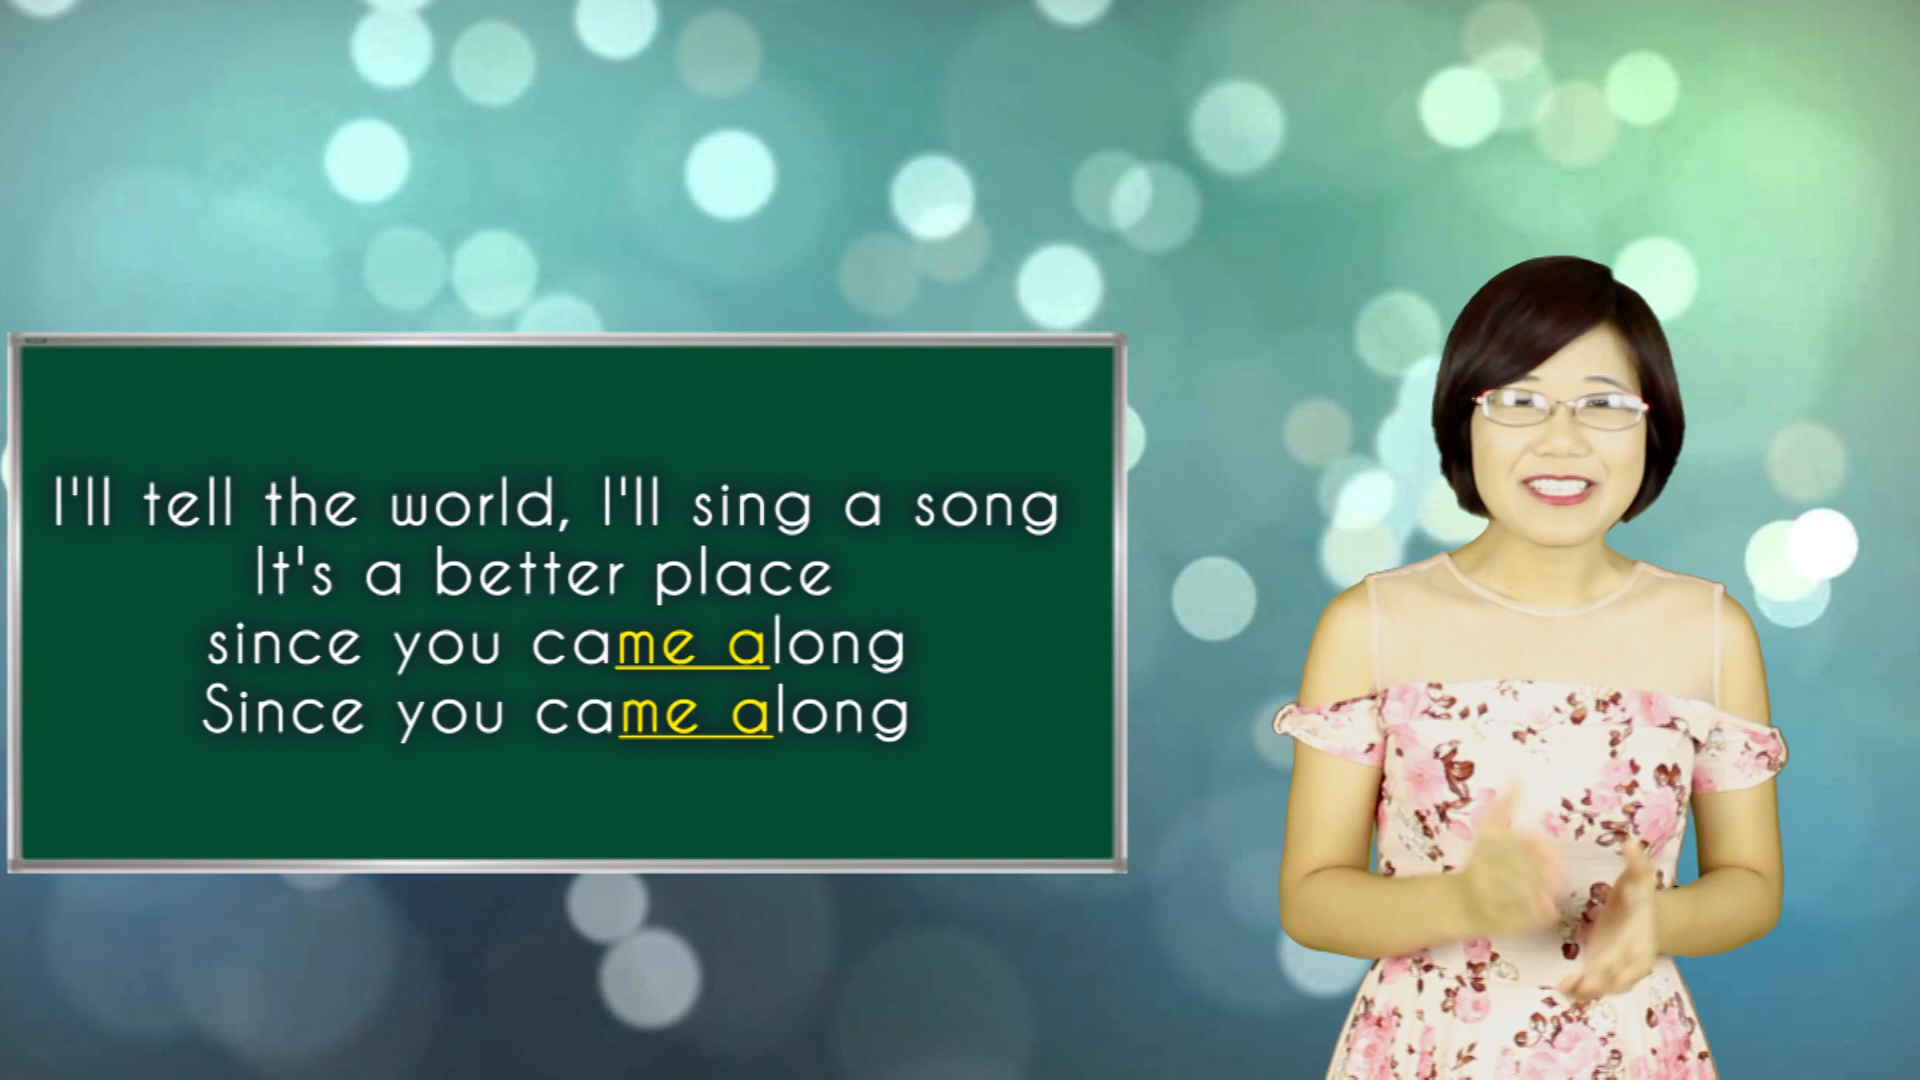 I'll tell the world, I'll sing a song
It's a better place
since you came along
Since you came along